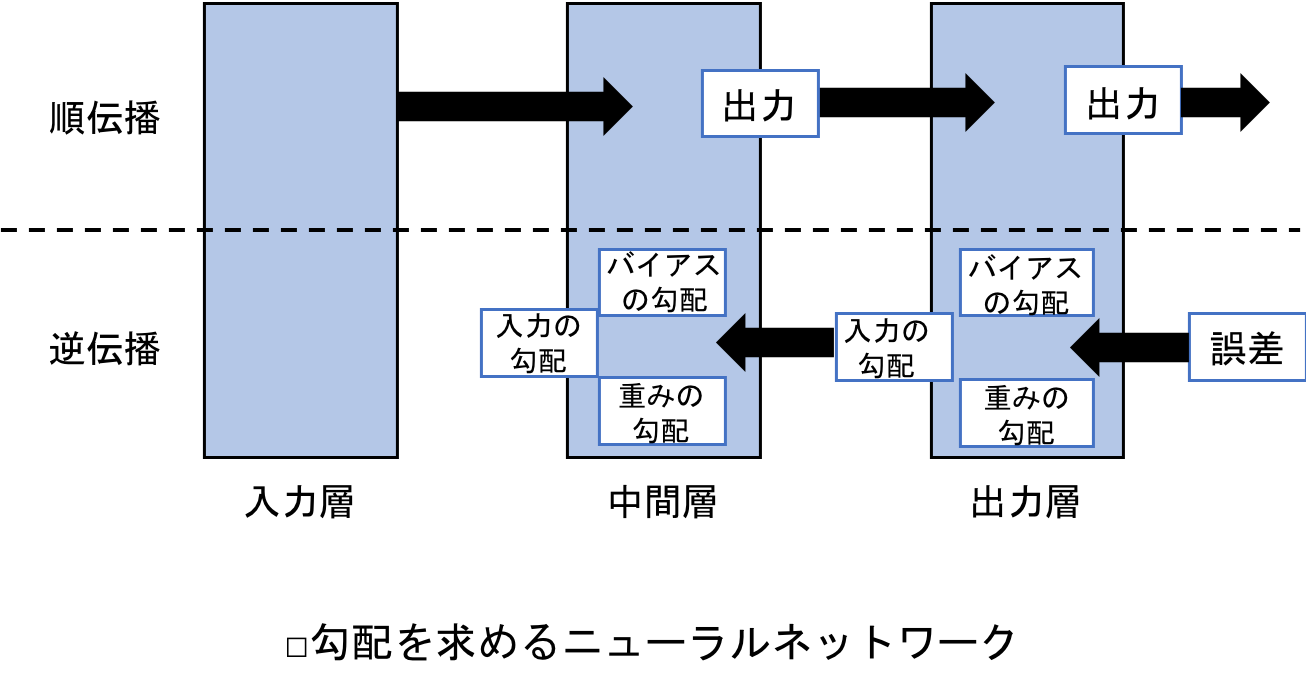 順伝播
出力
出力
逆伝播
バイアス
の勾配
入力の
勾配
重みの
勾配
バイアス
の勾配
入力の
勾配
重みの
勾配
誤差
入力層
中間層
出力層
□勾配を求めるニューラルネットワーク